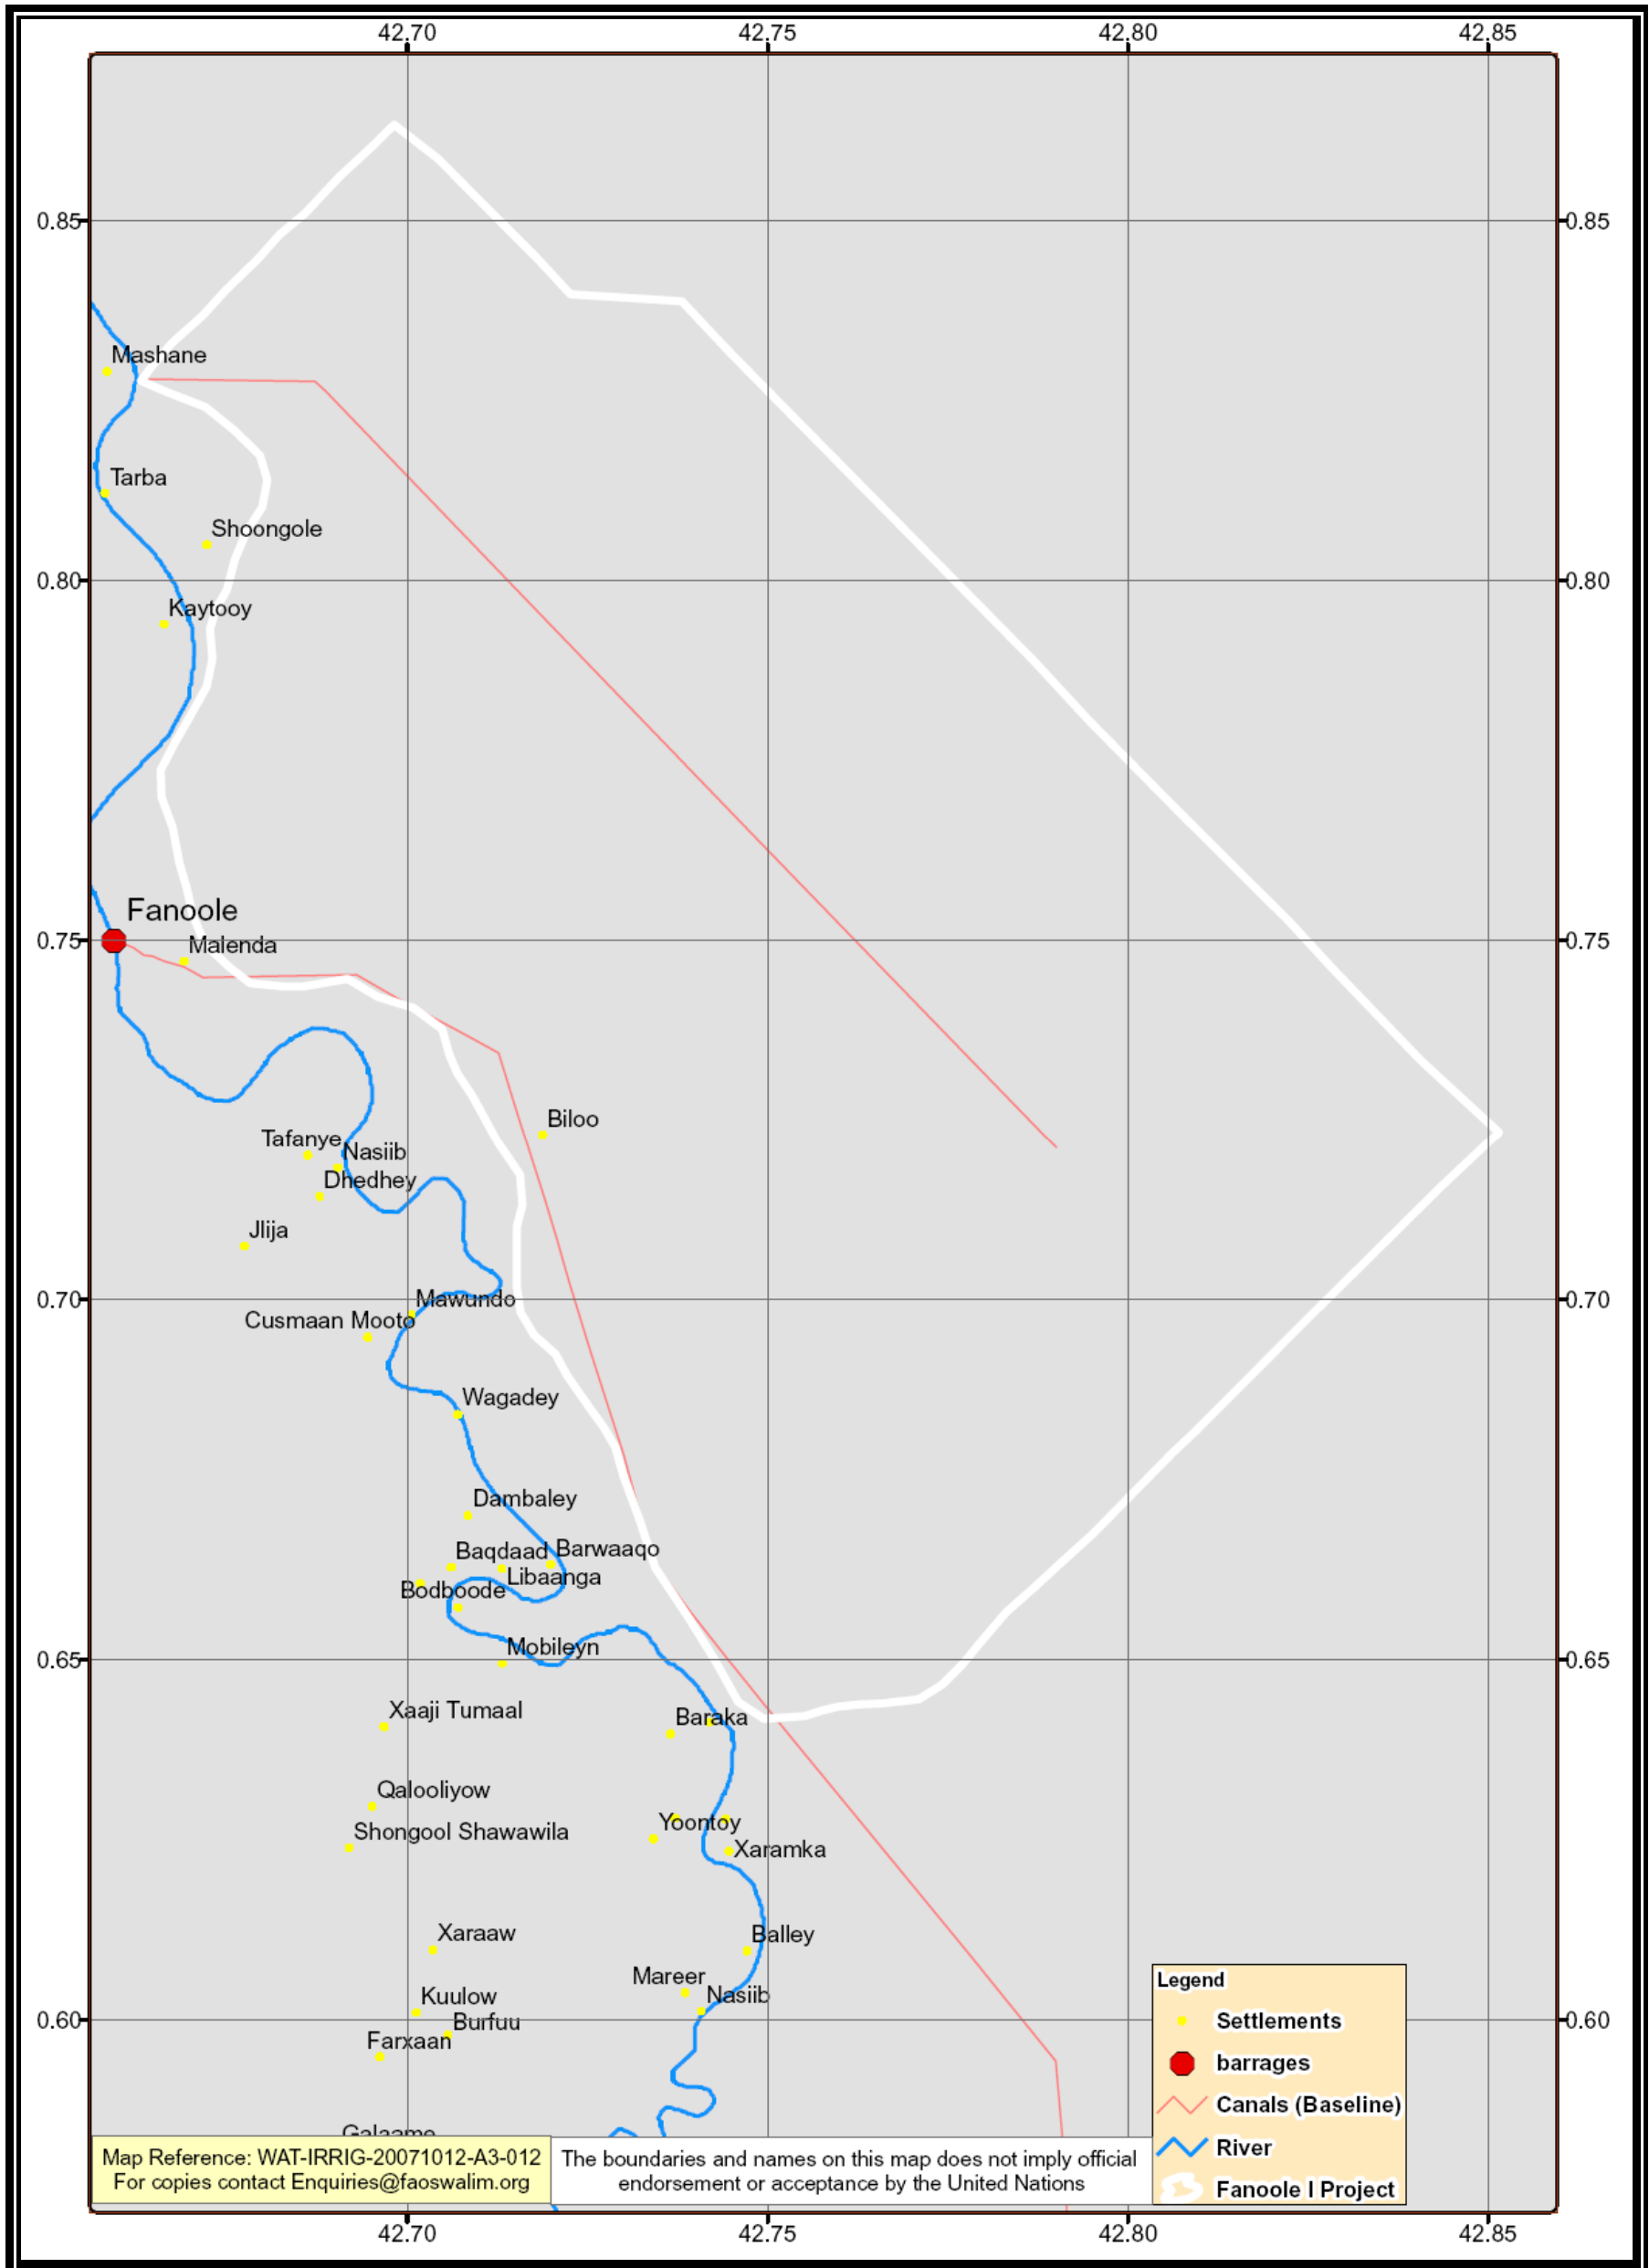 42.70 42.75 42.80 42.85
0.85 0.85
Mashane
Tarba
Shoongole
0.80 0.80
Kaytooy
Fanoole
0.75 0.75
Malenda
Biloo
Tafanye
Nasiib
Dhedhey
Jlija
0.70 0.70
Mawundo
Cusmaan Mooto
Wagadey
Dambaley
Baqdaad
Barwaaqo
Libaanga
Bodboode
Mobileyn
0.65 0.65
Xaaji Tumaal
Baraka
Qalooliyow
Yoontoy
Shongool Shawawila
Xaramka
Xaraaw
Balley
Mareer
Nasiib
Kuulow
Burfuu
0.60 0.60
Farxaan
Galaame
Legend
Settlements
barrages
Canals (Baseline)
River
Fanoole I Project
Map Reference: WAT-IRRIG-20071012-A3-012
For copies contact Enquiries@faoswalim.org
The boundaries and names on this map does not imply official
endorsement or acceptance by the United Nations
42.70 42.75 42.80 42.85